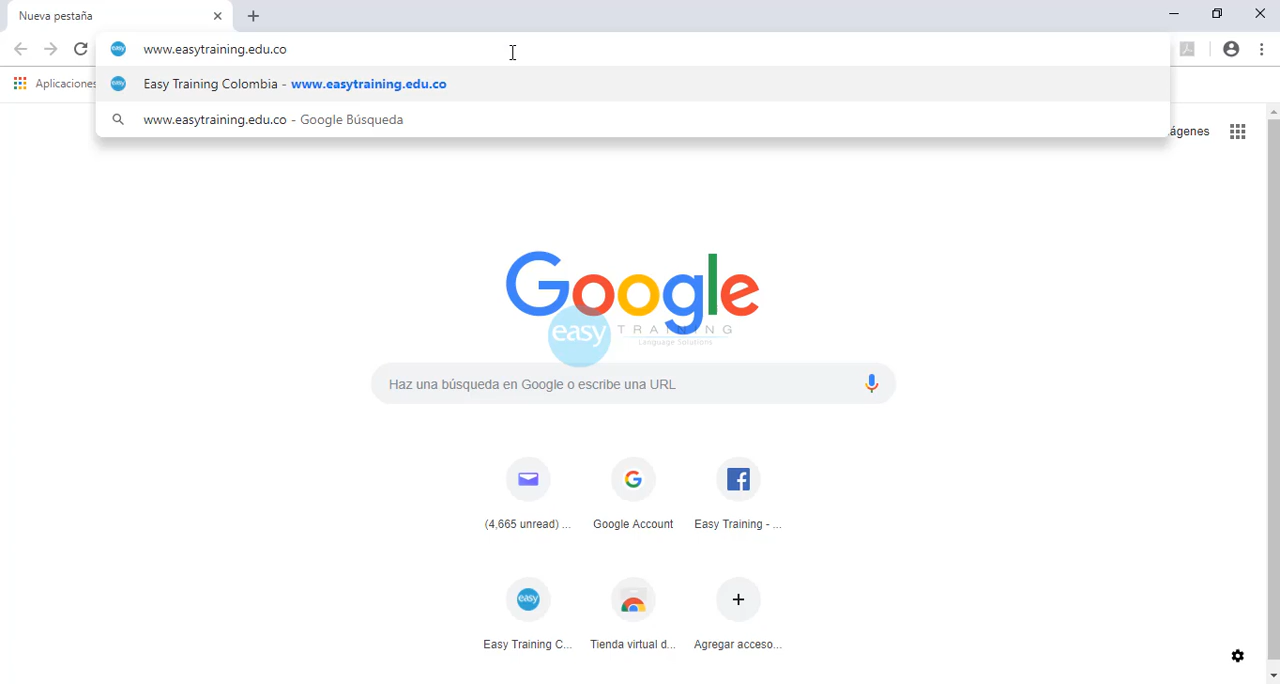 Nueva pestaña
www.easytraining.edu.co
Aplicaciones
Easy Training Colombia - www.easytraining.edu.co
www.easytraining.edu.co - Google Búsqueda
ágenes
Google
easy TRAINING
Language Solutions
Haz una búsqueda en Google o escribe una URL
(4,665 unread) ...
Google Account
Easy Training - ...
easy
Easy Training C...
Tienda virtual d...
Agregar acceso...